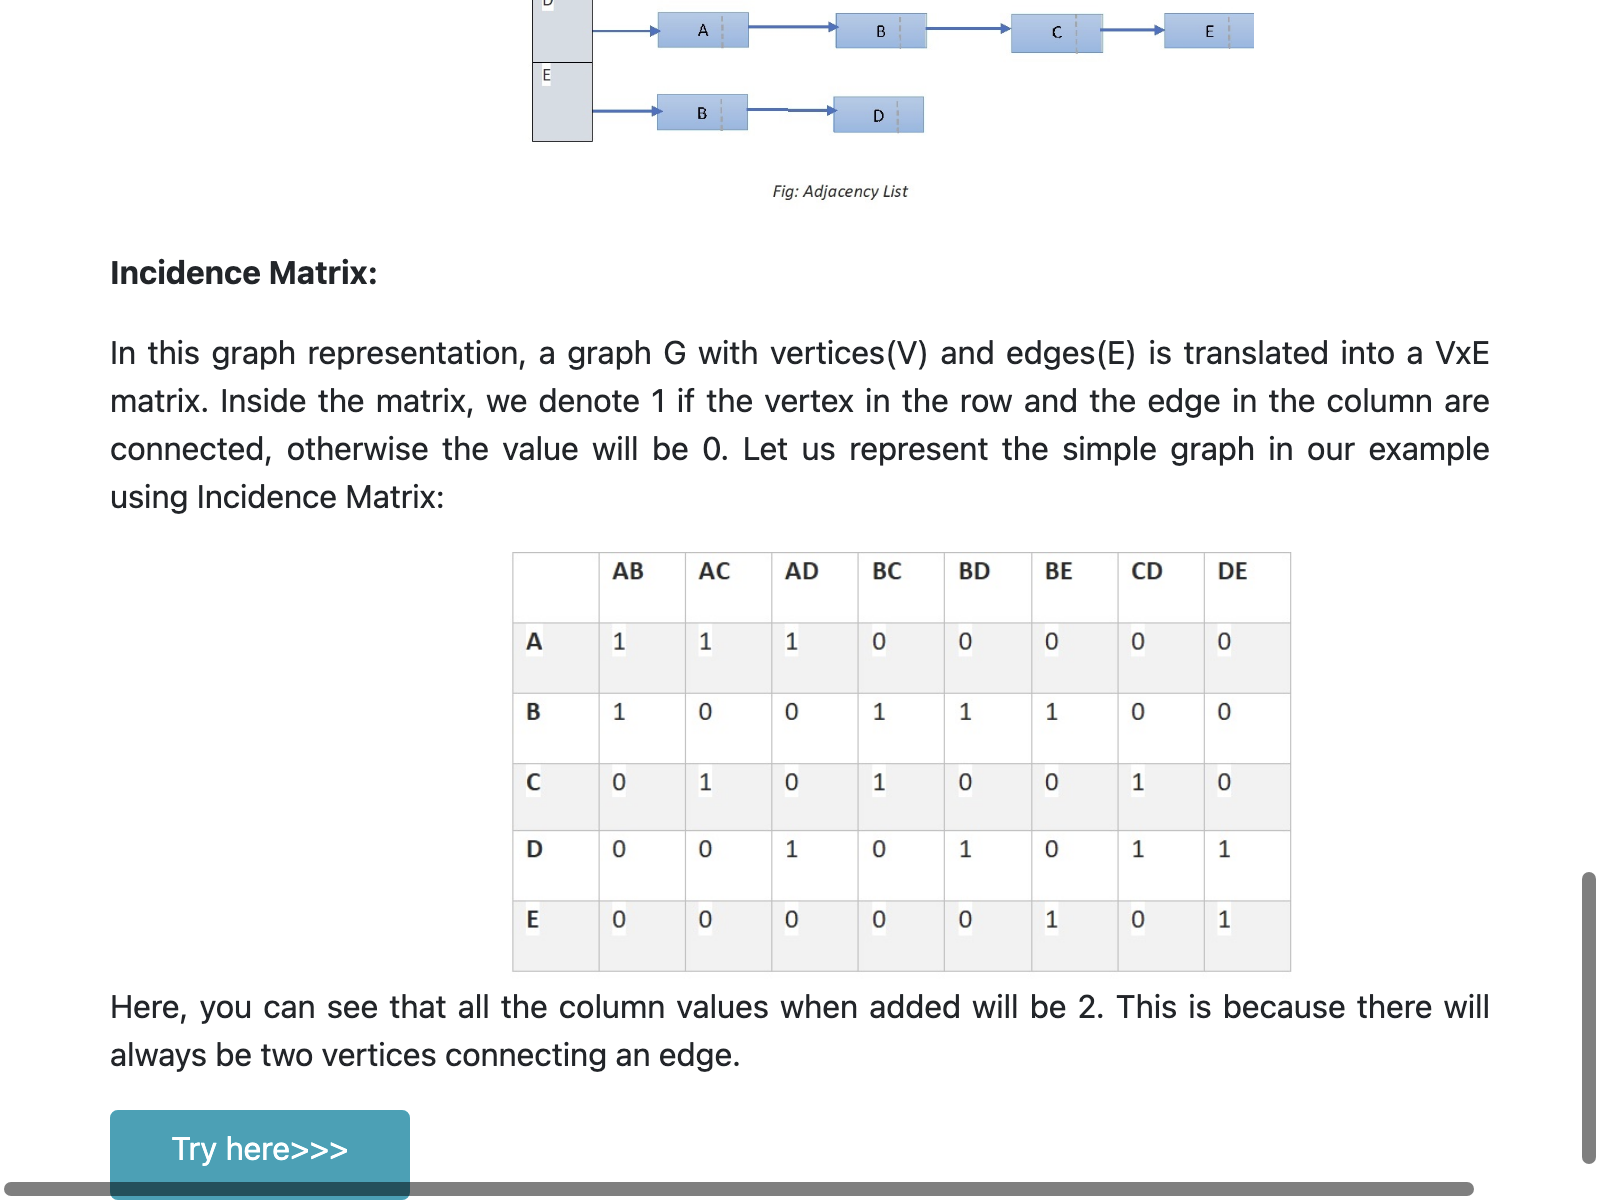 D
A B C E
E
B D
Fig: Adjacency List
Incidence Matrix:
In this graph representation, a graph G with vertices(V) and edges(E) is translated into a VxE
matrix. Inside the matrix, we denote 1 if the vertex in the row and the edge in the column are
connected, otherwise the value will be 0. Let us represent the simple graph in our example
using Incidence Matrix:
AB AC AD BC BD BE CD DE
A 1 1 1 0 0 0 0 0
B 1 0 0 1 1 1 0 0
C 0 1 0 1 0 0 1 0
D 0 0 1 0 1 0 1 1
E 0 0 0 0 0 1 0 1
Here, you can see that all the column values when added will be 2. This is because there will
always be two vertices connecting an edge.
Try here>>>